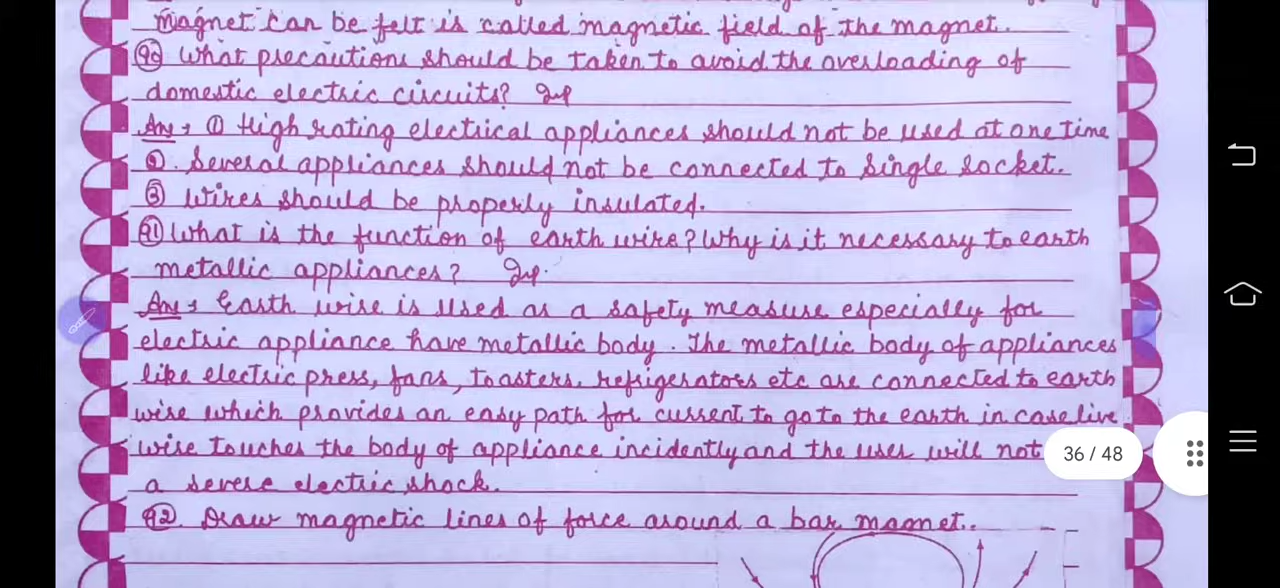 magnet can be felt is called magnetic field of the magnet.
90 What precautions should be taken to avoid the overloading of
domestic electric circuits? Imp
Ans → ① High rating electrical appliances should not be used at one time
②. Several appliances should not be connected to single socket.
③ Wires should be properly insulated.
91 What is the function of earth wire? Why is it necessary to earth
metallic appliances? Imp.
Ans → Earth wire is used as a safety measure especially for
electric appliance have metallic body. The metallic body of appliances
like electric press, fans, toasters, refrigerators etc are connected to earth
wire which provides an easy path for current to go to the earth in case live
wire touches the body of appliance incidently and the user will not
a severe electric shock.
92. Draw magnetic lines of force around a bar magnet.
36 / 48